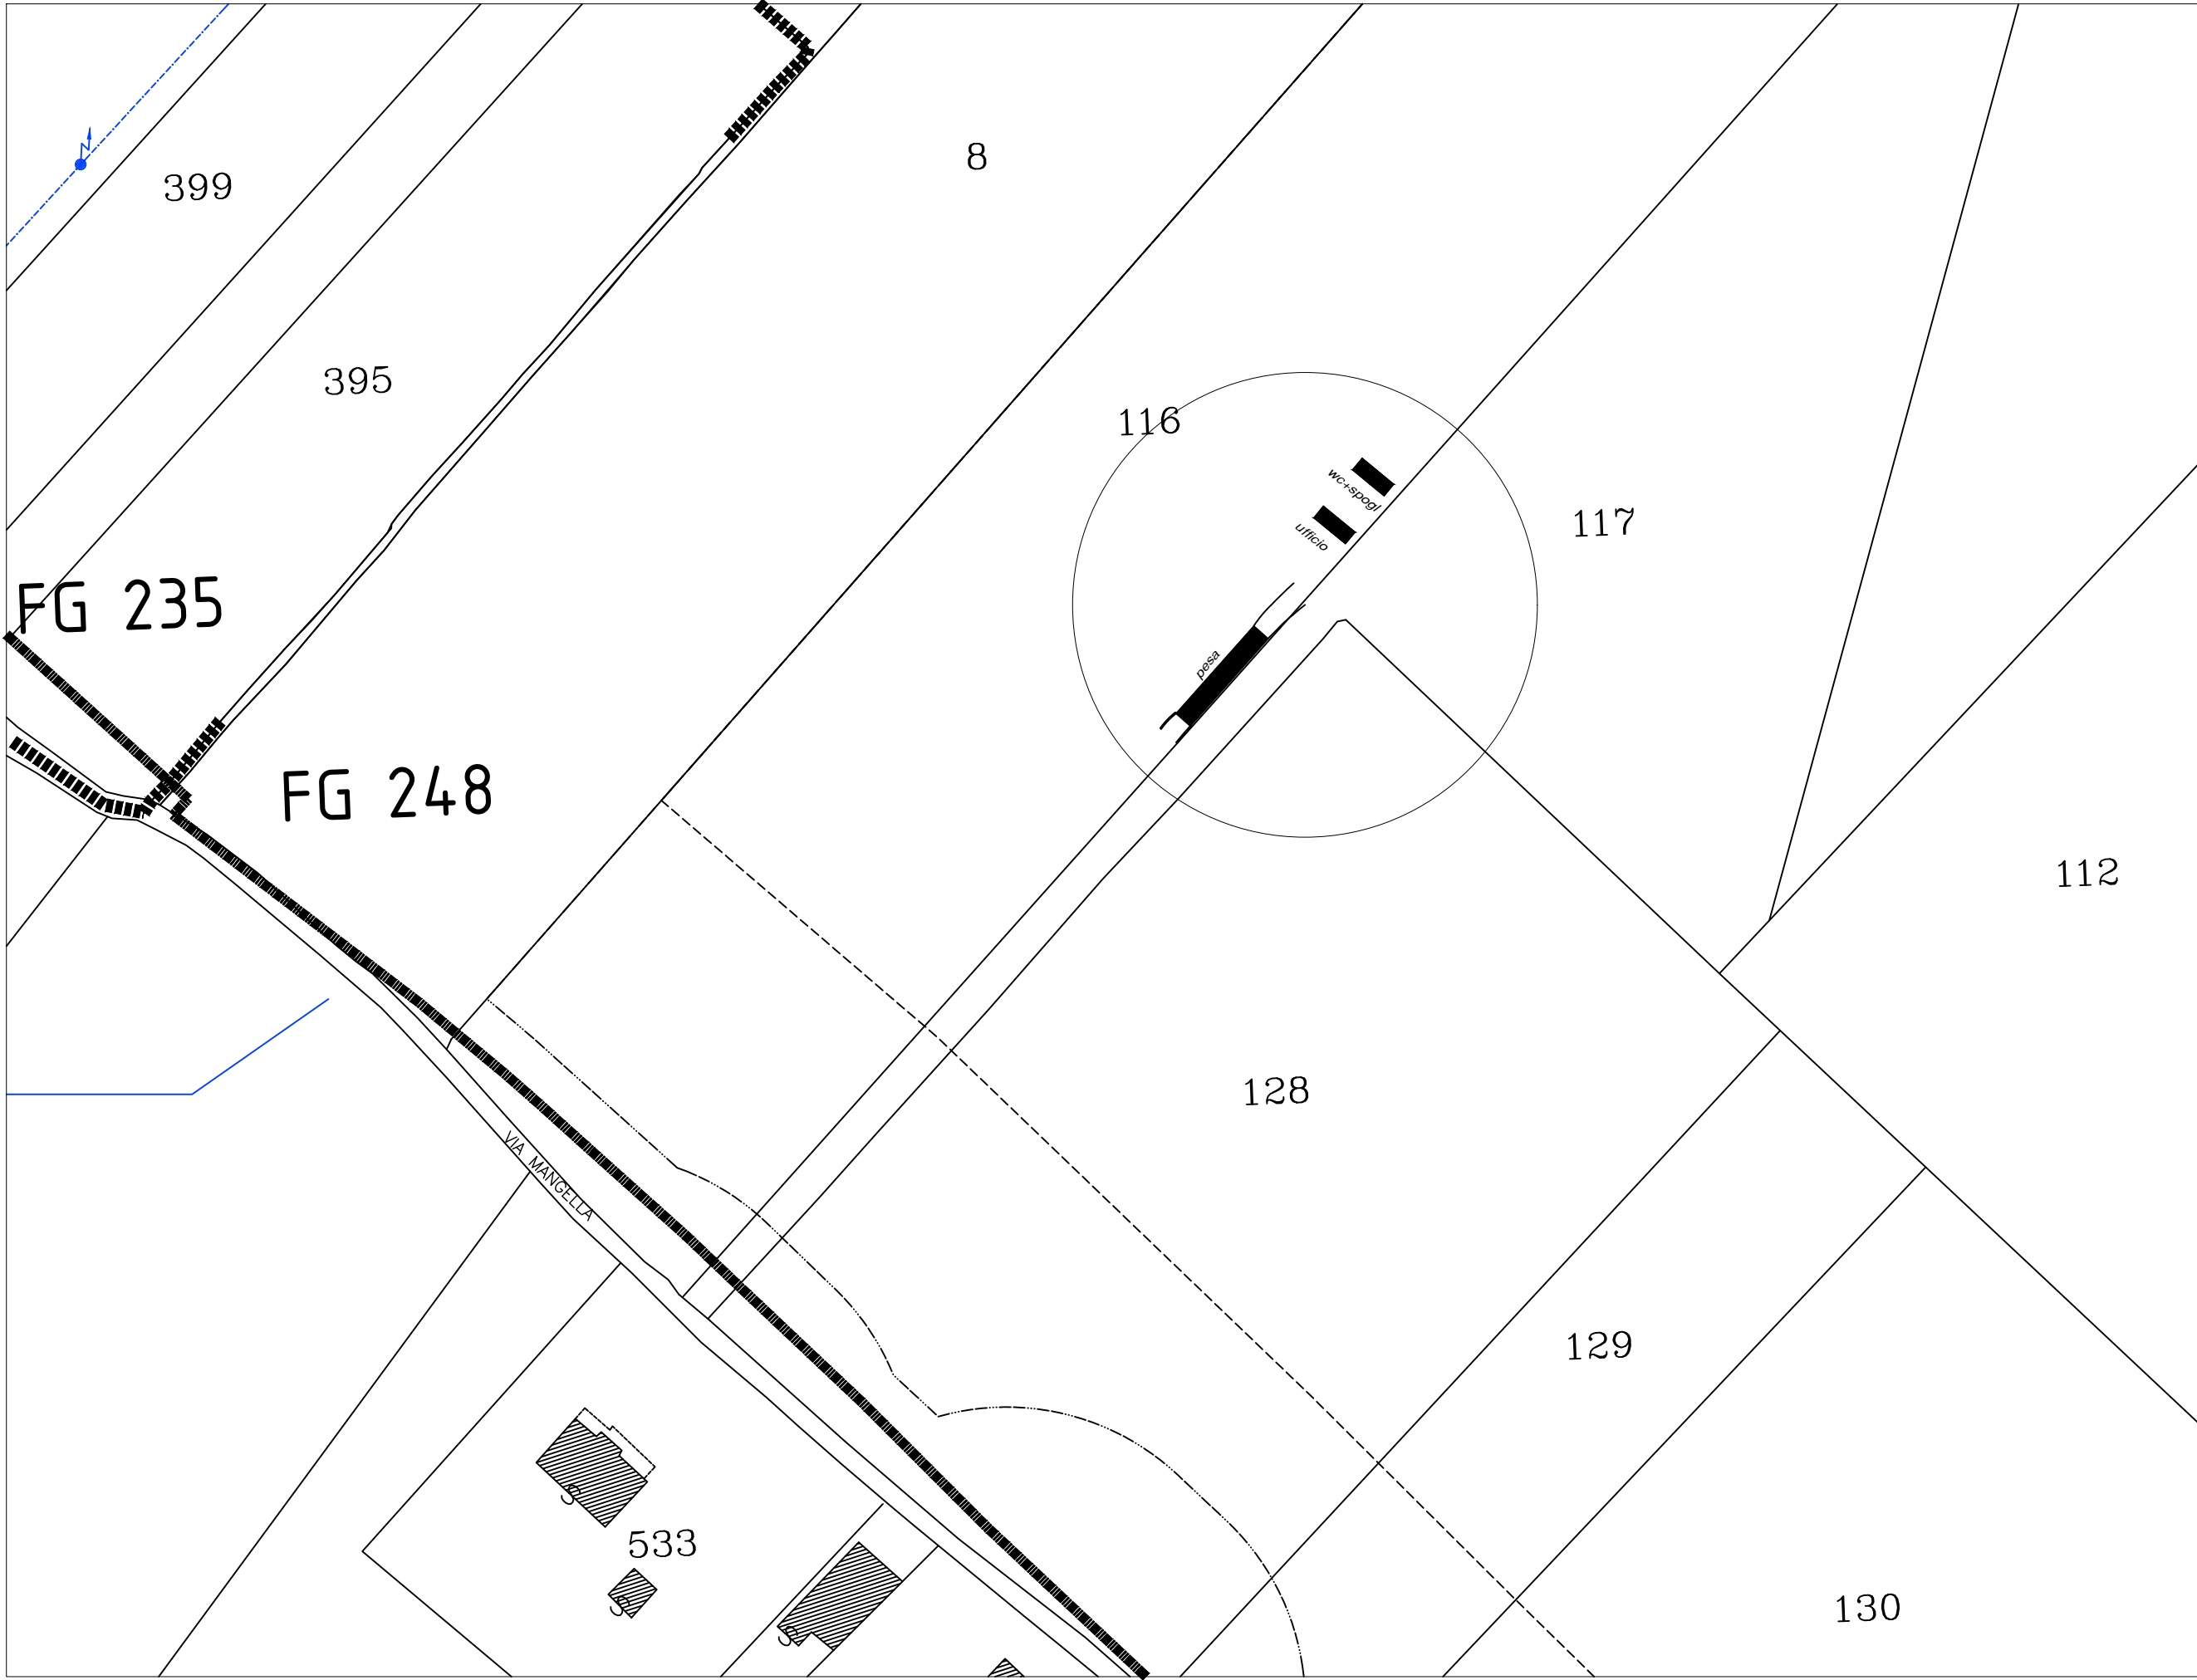 8
399
395
116
wc+spogl
117
ufficio
FG 235
pesa
FG 248
112
128
VIA MANGELLA
129
533
130